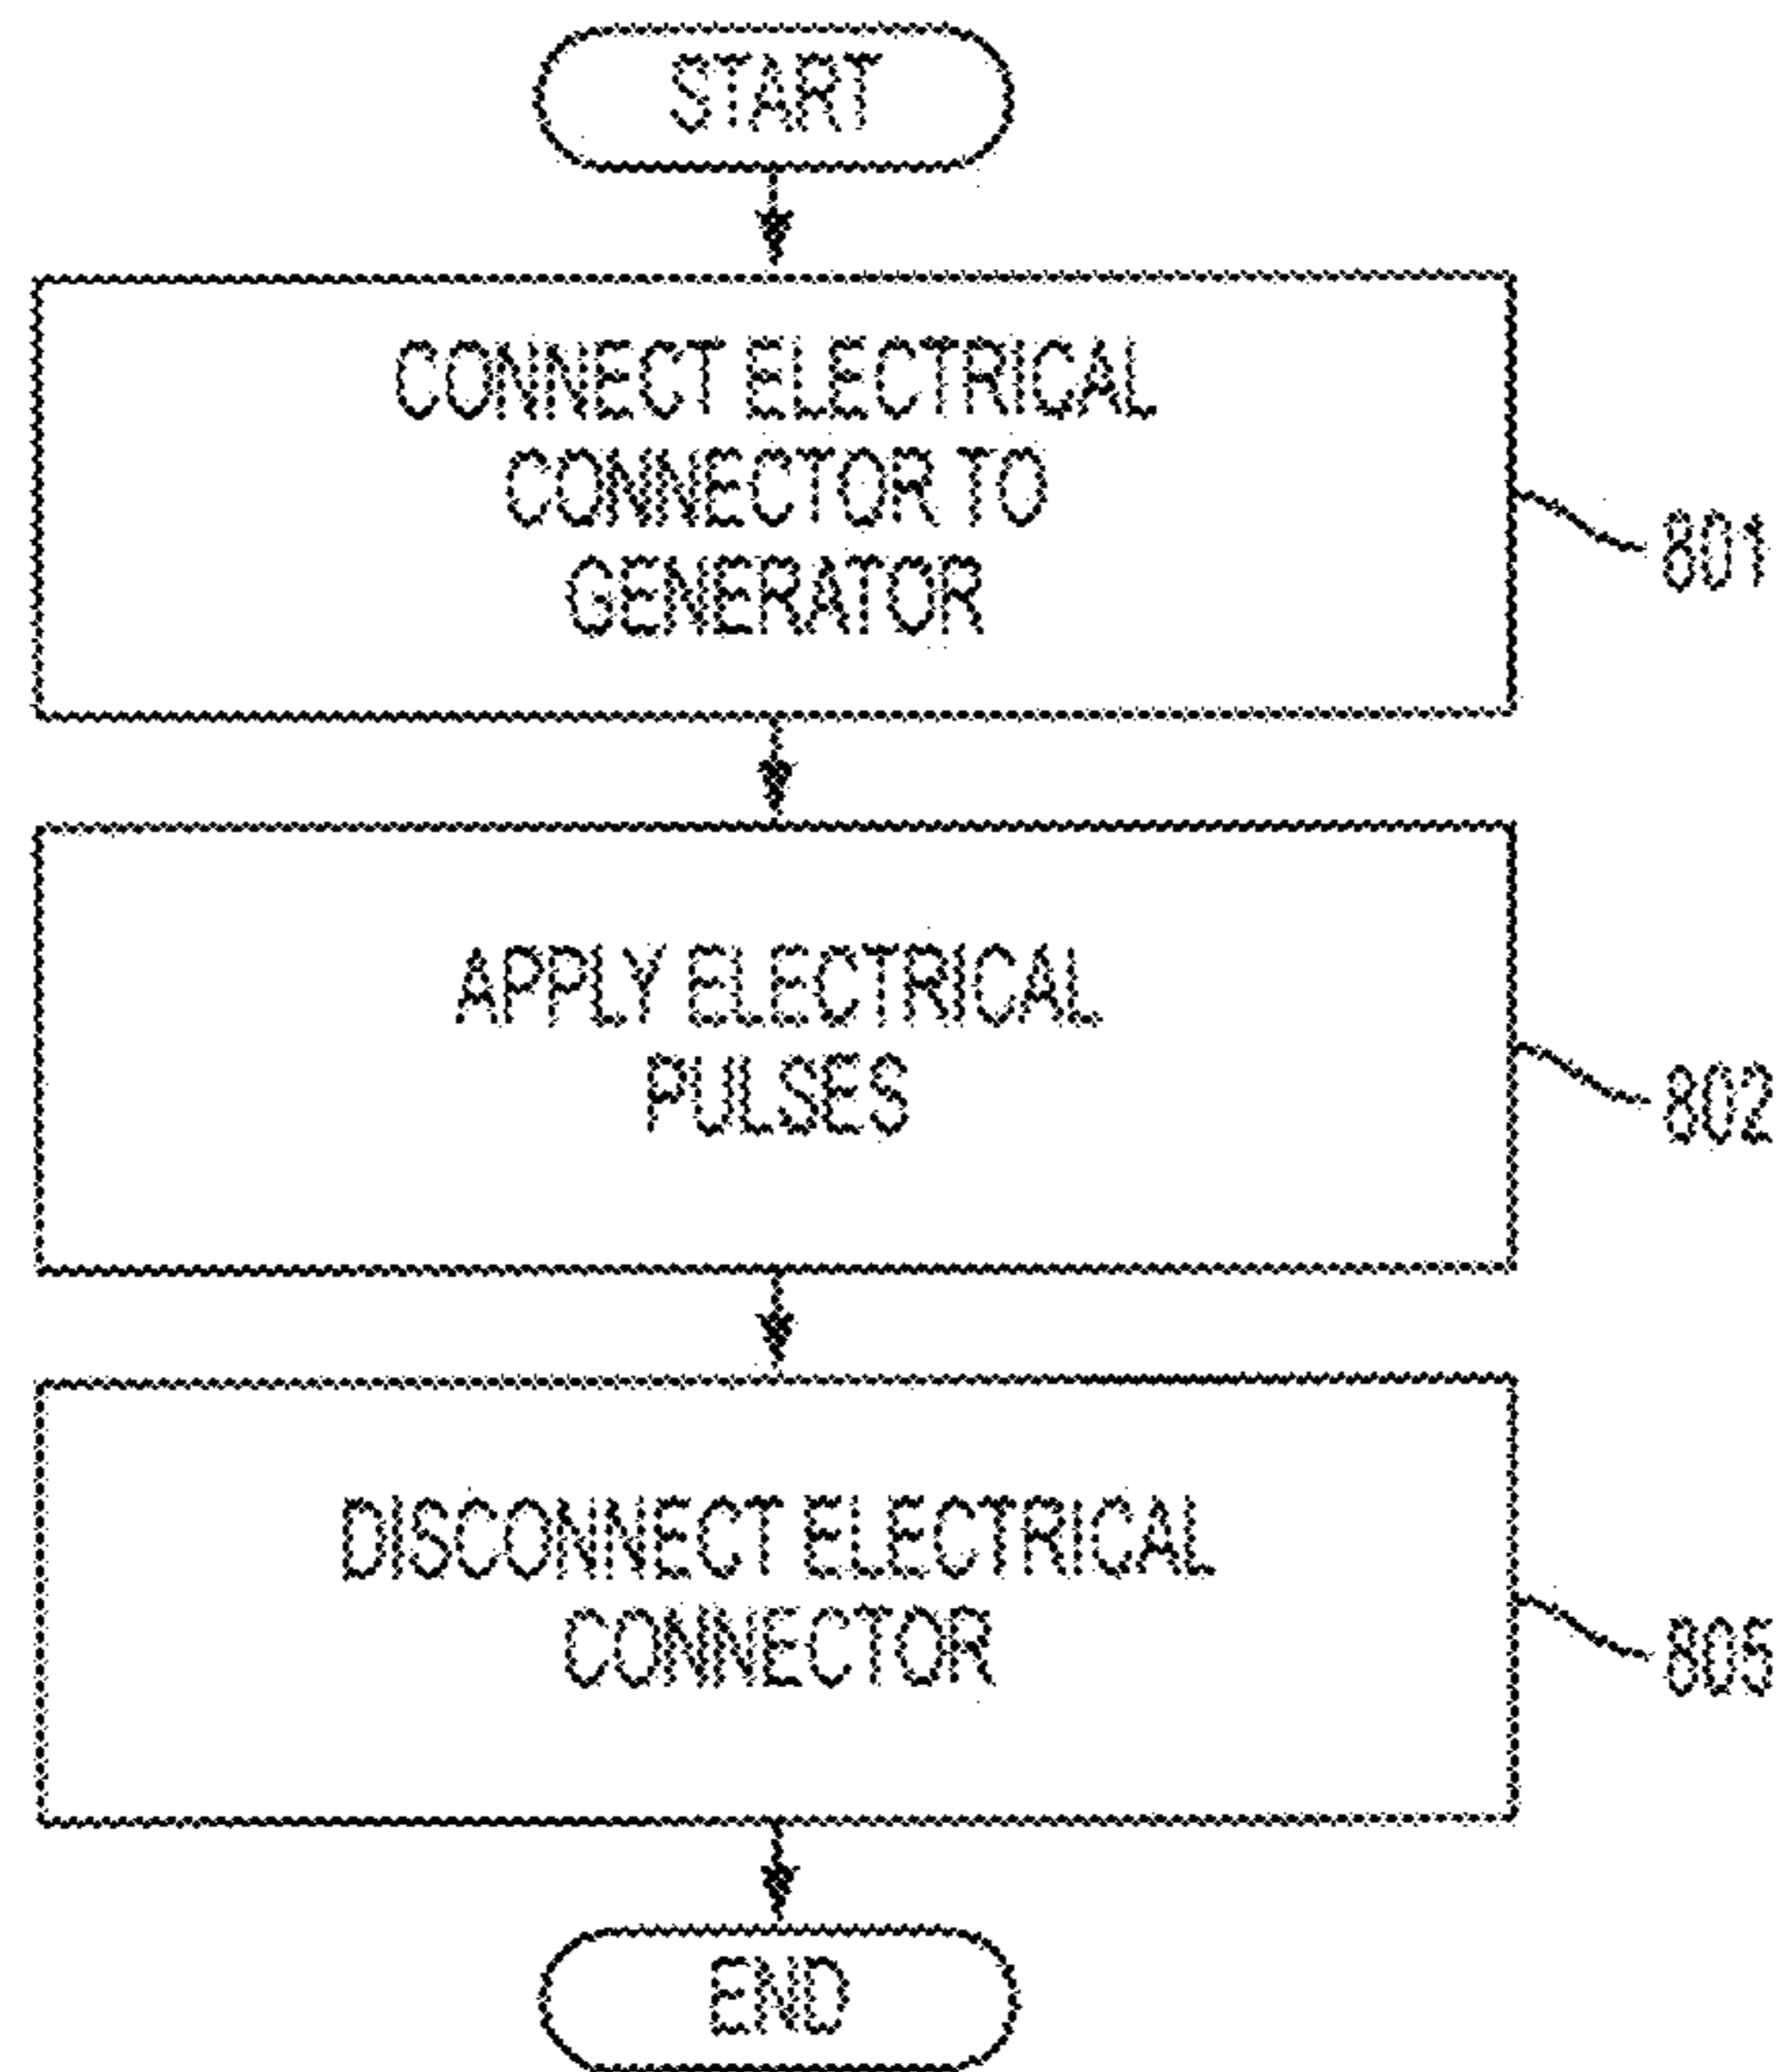 START
CONNECT ELECTRICAL
CONNECTOR TO
GENERATOR
801
APPLY ELECTRICAL
PULSES
802
DISCONNECT ELECTRICAL
CONNECTOR
805
END